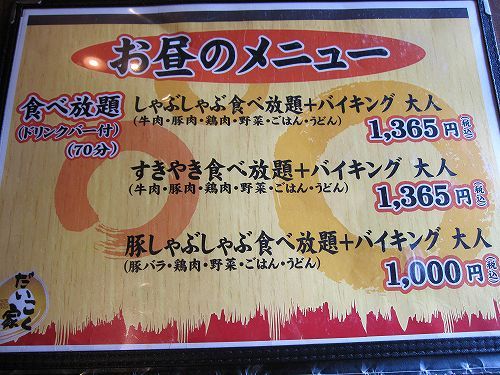 お昼のメニュー
食べ放題
(ドリンクバー付)
(70分)
しゃぶしゃぶ食べ放題+バイキング 大人
(牛肉・豚肉・鶏肉・野菜・ごはん・うどん)
1,365円(税込)
すきやき食べ放題+バイキング 大人
(牛肉・豚肉・鶏肉・野菜・ごはん・うどん)
1,365円(税込)
豚しゃぶしゃぶ食べ放題+バイキング 大人
(豚バラ・鶏肉・野菜・ごはん・うどん)
1,000円(税込)
だいこく家